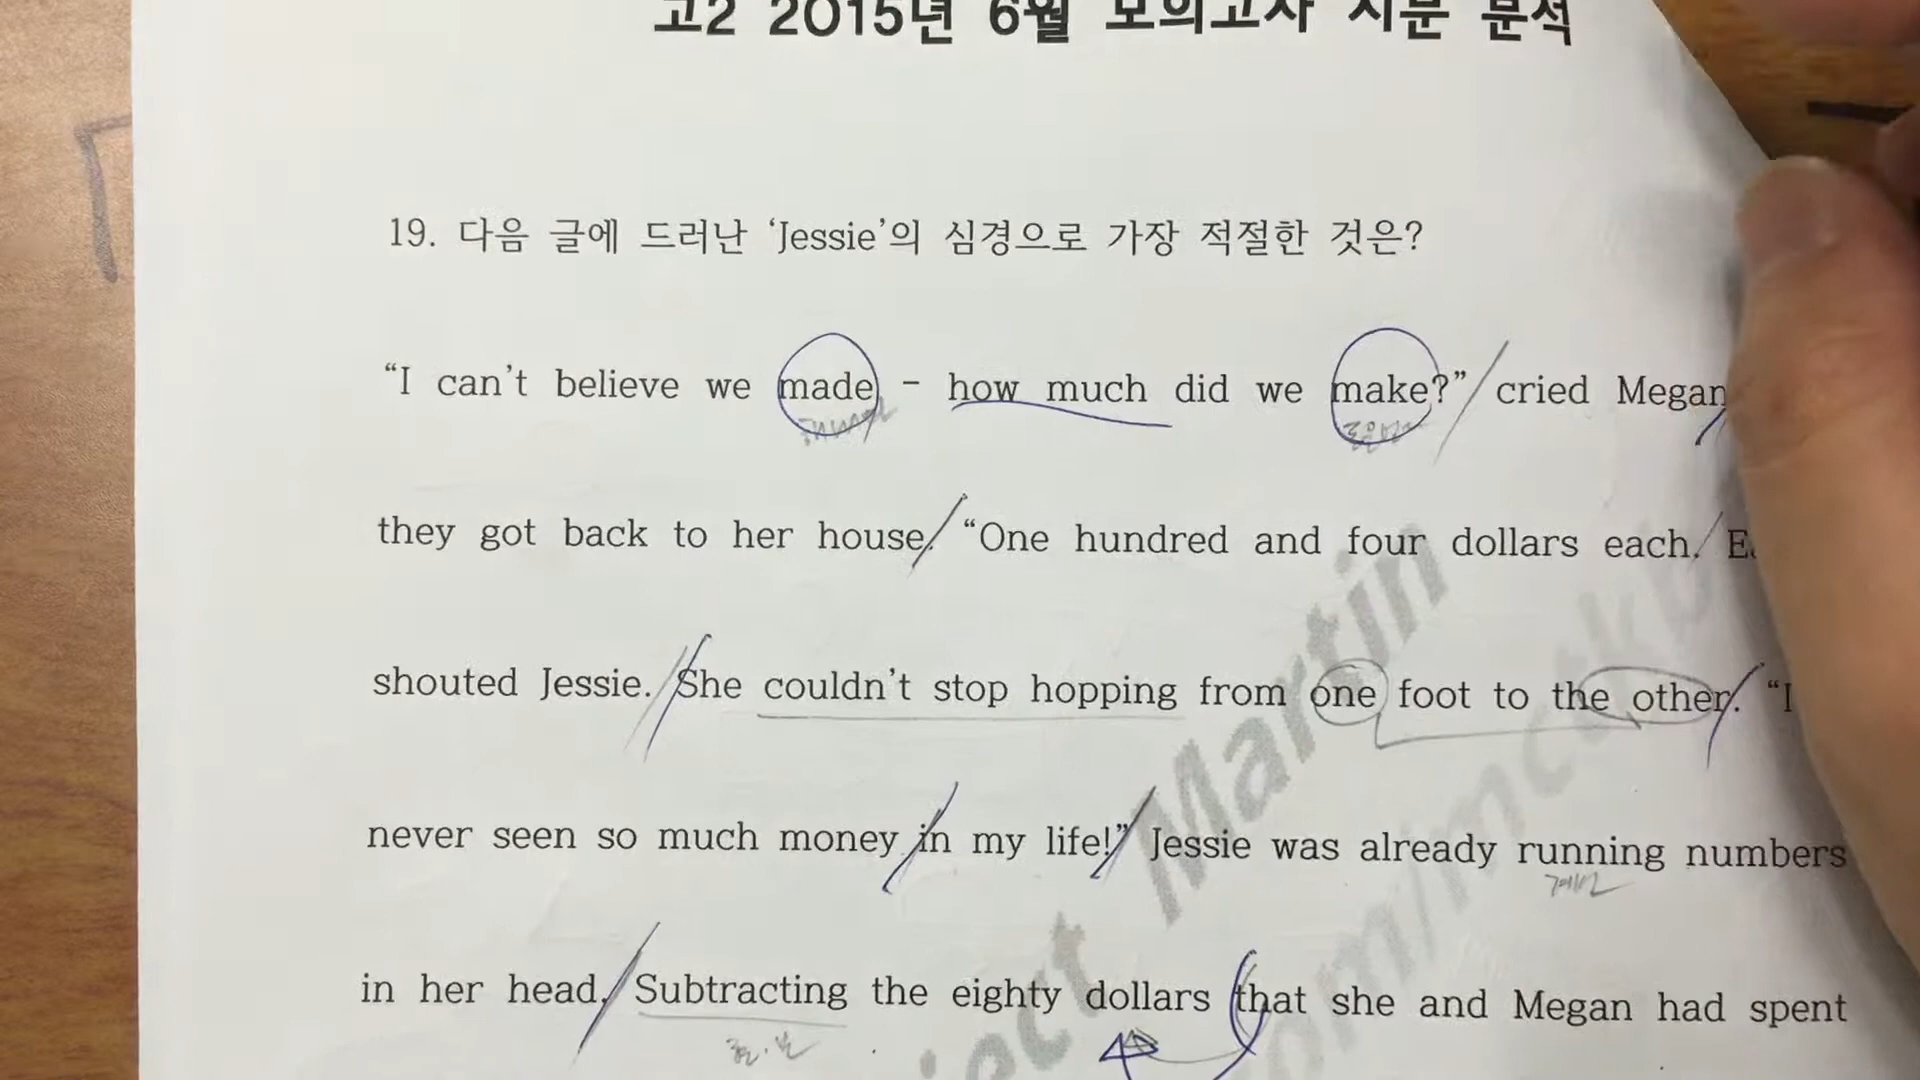 고2 2015년 6월 모의고사 지문 분석
19. 다음 글에 드러난 ‘Jessie’의 심경으로 가장 적절한 것은?
“I can’t believe we made - how much did we make?” cried Megan
they got back to her house. “One hundred and four dollars each.
shouted Jessie. She couldn’t stop hopping from one foot to the other. “I
never seen so much money in my life!” Jessie was already running numbers
계산
in her head. Subtracting the eighty dollars that she and Megan had spent
Martin